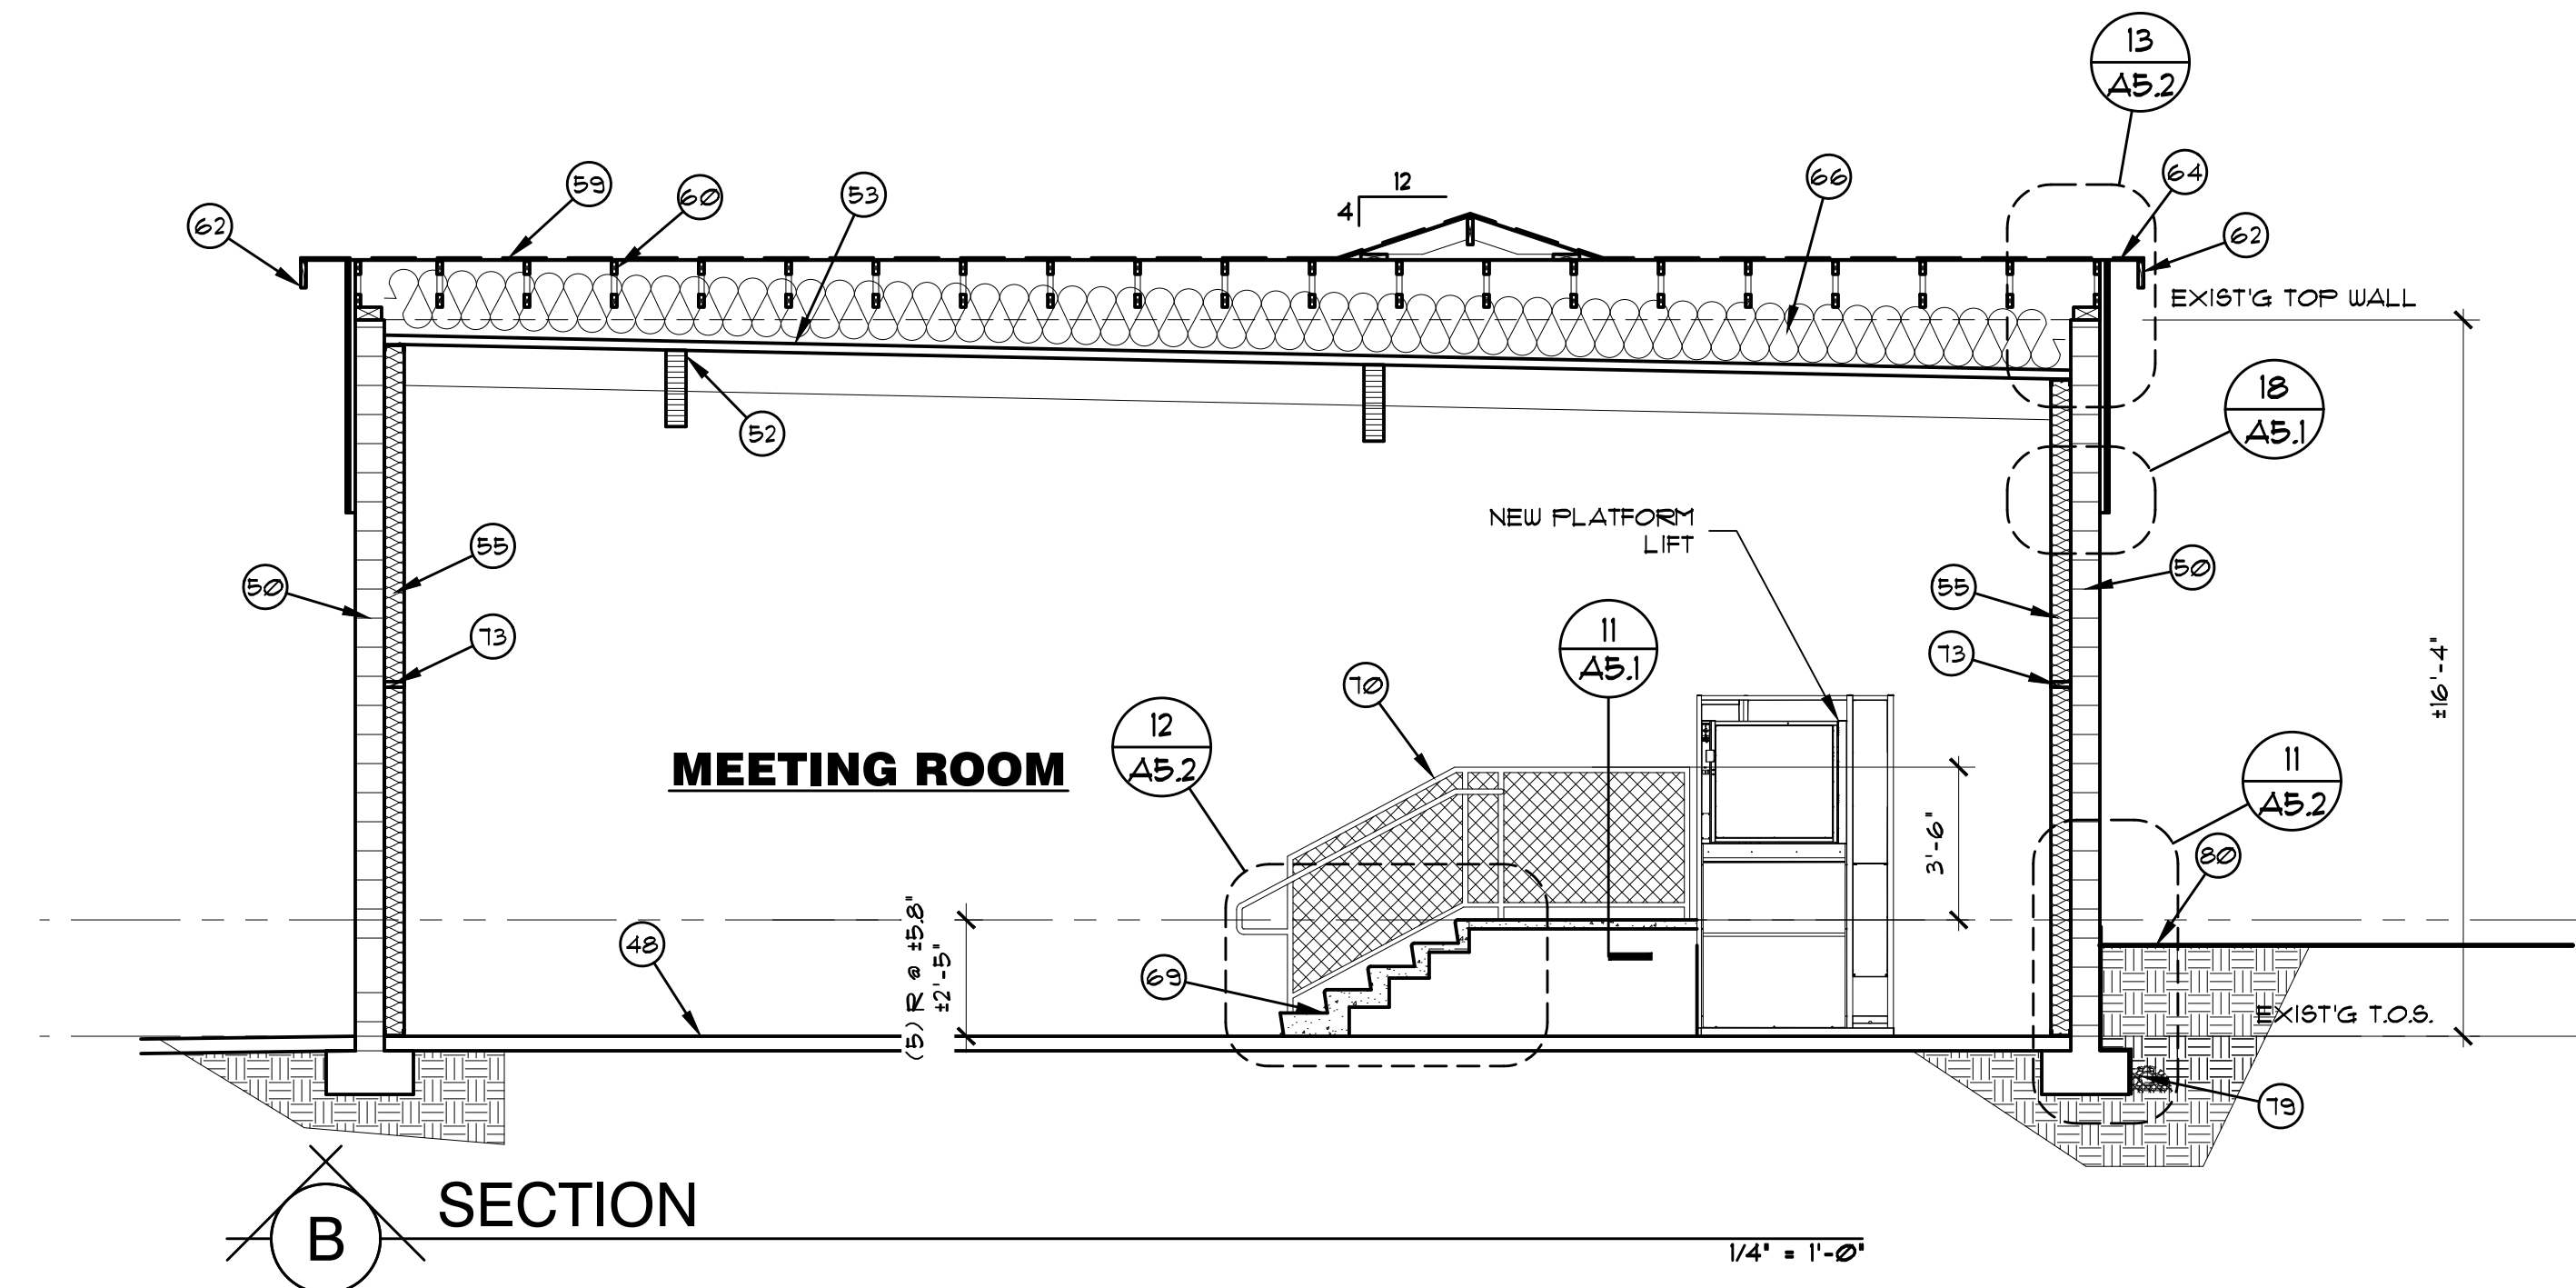 13
A5.2
59
60
53
12
4
66
64
62
62
EXIST'G TOP WALL
18
A5.1
52
NEW PLATFORM
LIFT
55
50
73
55
50
73
±16'-4"
11
A5.1
70
12
A5.2
MEETING ROOM
11
A5.2
3'-6"
80
48
(5) R @ ±5.8"
±2'-5"
69
EXIST'G T.O.S.
79
B
SECTION
1/4" = 1'-0"